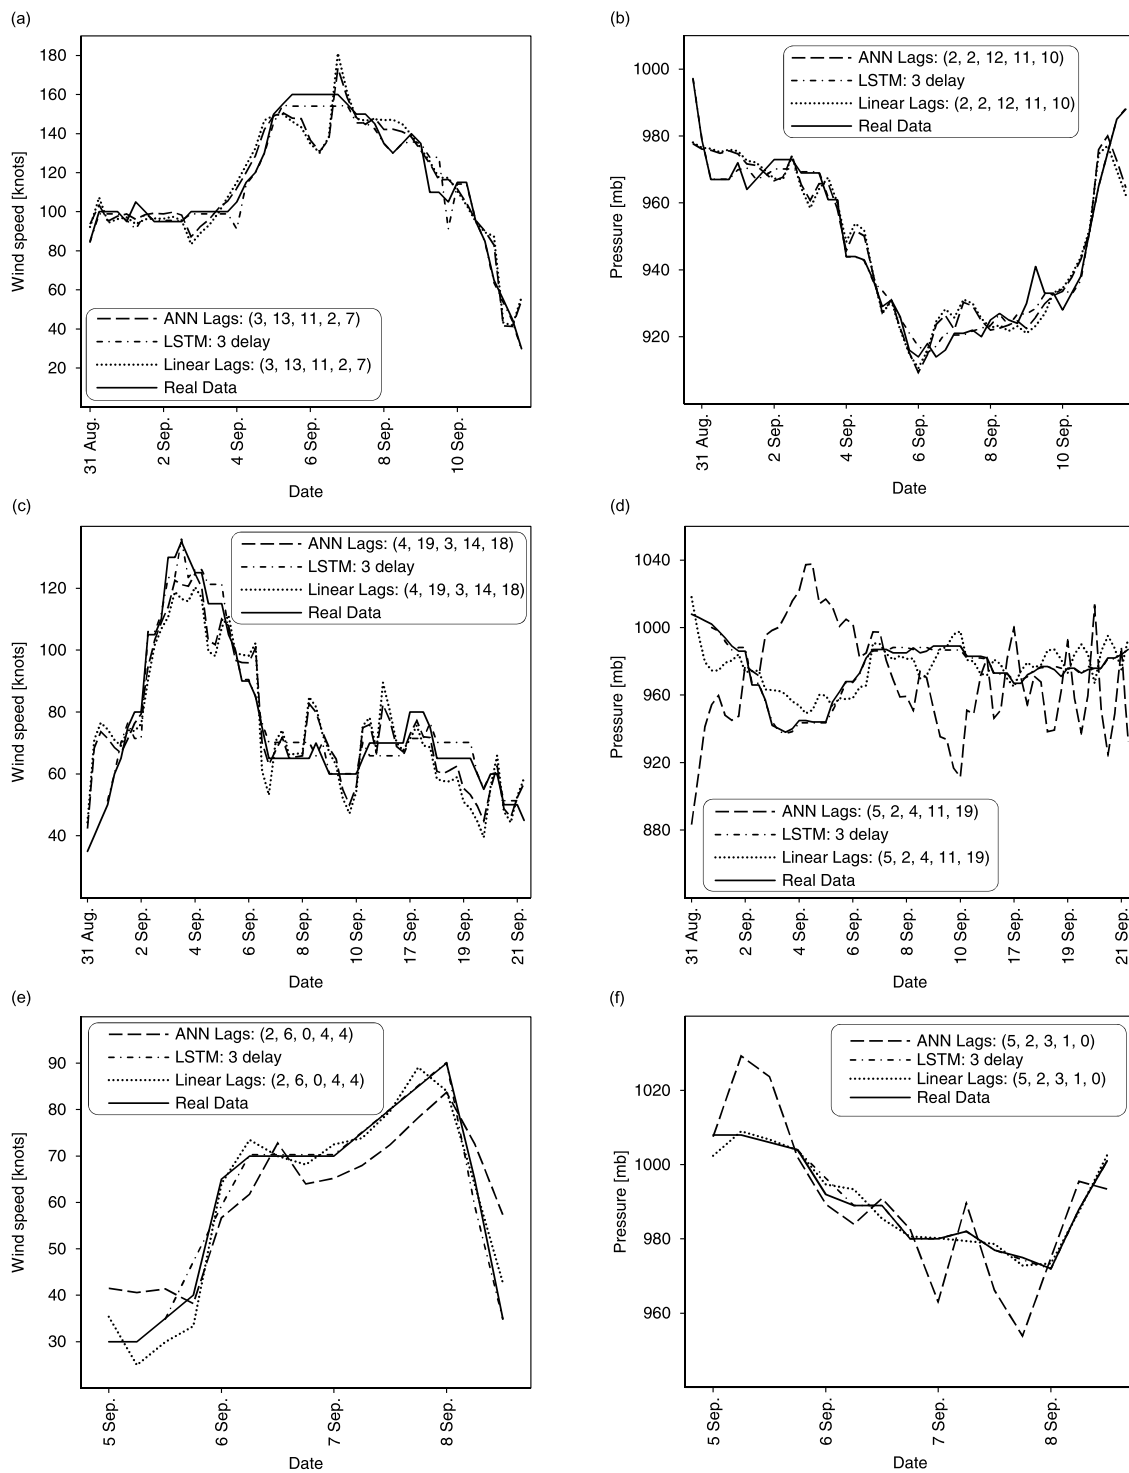 (a)
Wind speed [knots]
180
160
140
120
100
80
60
40
20
ANN Lags: (3, 13, 11, 2, 7)
LSTM: 3 delay
Linear Lags: (3, 13, 11, 2, 7)
Real Data
31 Aug.
2 Sep.
4 Sep.
6 Sep.
8 Sep.
10 Sep.
Date
(b)
Pressure [mb]
1000
980
960
940
920
ANN Lags: (2, 2, 12, 11, 10)
LSTM: 3 delay
Linear Lags: (2, 2, 12, 11, 10)
Real Data
31 Aug.
2 Sep.
4 Sep.
6 Sep.
8 Sep.
10 Sep.
Date
(c)
Wind speed [knots]
120
100
80
60
40
ANN Lags: (4, 19, 3, 14, 18)
LSTM: 3 delay
Linear Lags: (4, 19, 3, 14, 18)
Real Data
31 Aug.
2 Sep.
4 Sep.
6 Sep.
8 Sep.
10 Sep.
17 Sep.
19 Sep.
21 Sep.
Date
(d)
Pressure [mb]
1040
1000
960
920
880
ANN Lags: (5, 2, 4, 11, 19)
LSTM: 3 delay
Linear Lags: (5, 2, 4, 11, 19)
Real Data
31 Aug.
2 Sep.
4 Sep.
6 Sep.
8 Sep.
10 Sep.
17 Sep.
19 Sep.
21 Sep.
Date
(e)
Wind speed [knots]
90
80
70
60
50
40
30
ANN Lags: (2, 6, 0, 4, 4)
LSTM: 3 delay
Linear Lags: (2, 6, 0, 4, 4)
Real Data
5 Sep.
6 Sep.
7 Sep.
8 Sep.
Date
(f)
Pressure [mb]
1020
1000
980
960
ANN Lags: (5, 2, 3, 1, 0)
LSTM: 3 delay
Linear Lags: (5, 2, 3, 1, 0)
Real Data
5 Sep.
6 Sep.
7 Sep.
8 Sep.
Date